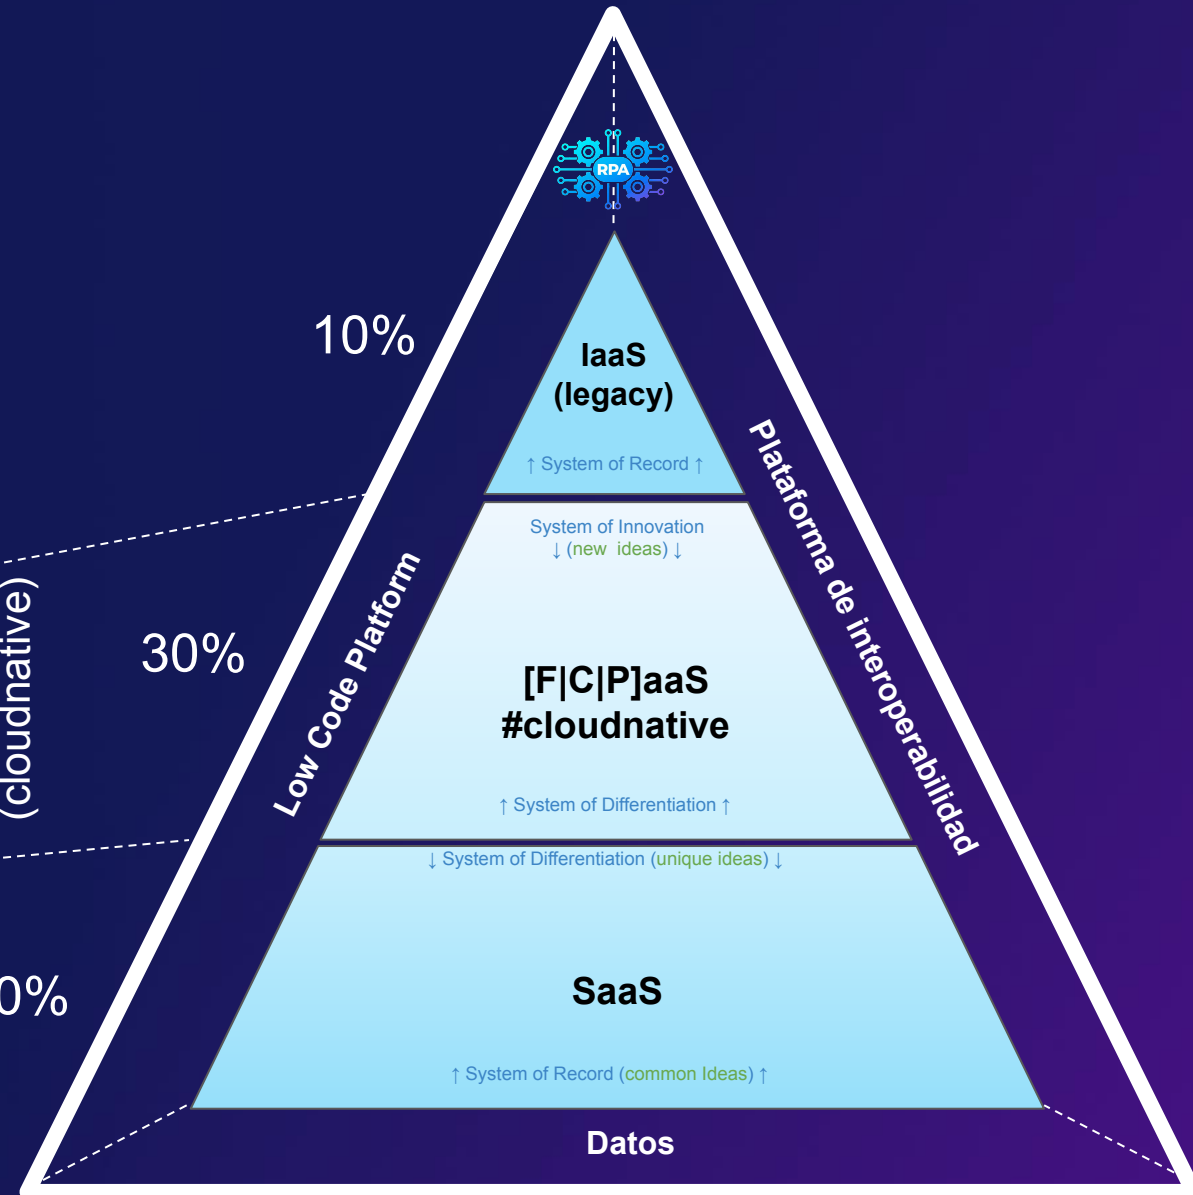 RPA
10%
IaaS
(legacy)
↑ System of Record ↑
System of Innovation
↓ (new ideas) ↓
30%
(cloudnative)
Low Code Platform
Plataforma de interoperabilidad
[F|C|P]aaS
#cloudnative
↑ System of Differentiation ↑
↓ System of Differentiation (unique ideas) ↓
0%
SaaS
↑ System of Record (common Ideas) ↑
Datos